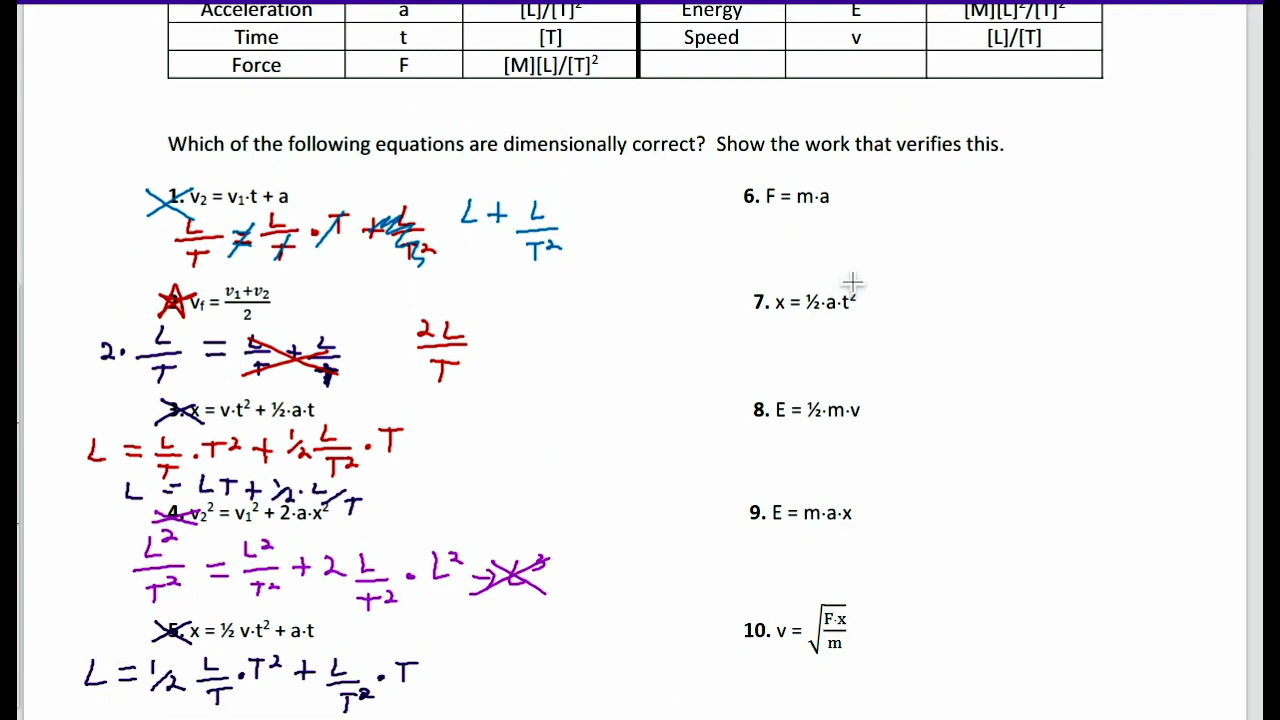 Acceleration a [L]/[T]² Energy E [M][L]²/[T]²
Time t [T] Speed v [L]/[T]
Force F [M][L]/[T]²
Which of the following equations are dimensionally correct? Show the work that verifies this.
1. v₂ = v₁·t + a
L/T = L/T · T + L/T² L + L/T²
v_f = (v₁+v₂)/2
2 · L/T = L/T + L/T 2L/T
3. x = v·t² + ½·a·t
L = L/T · T² + 1/2 L/T² · T
L = LT + 1/2 · L/T
4. v₂² = v₁² + 2·a·x²
L²/T² = L²/T² + 2 L/T² · L² → L³
5. x = ½ v·t² + a·t
L = 1/2 L/T · T² + L/T² · T
6. F = m·a
7. x = ½·a·t²
8. E = ½·m·v
9. E = m·a·x
10. v = √(F·x/m)